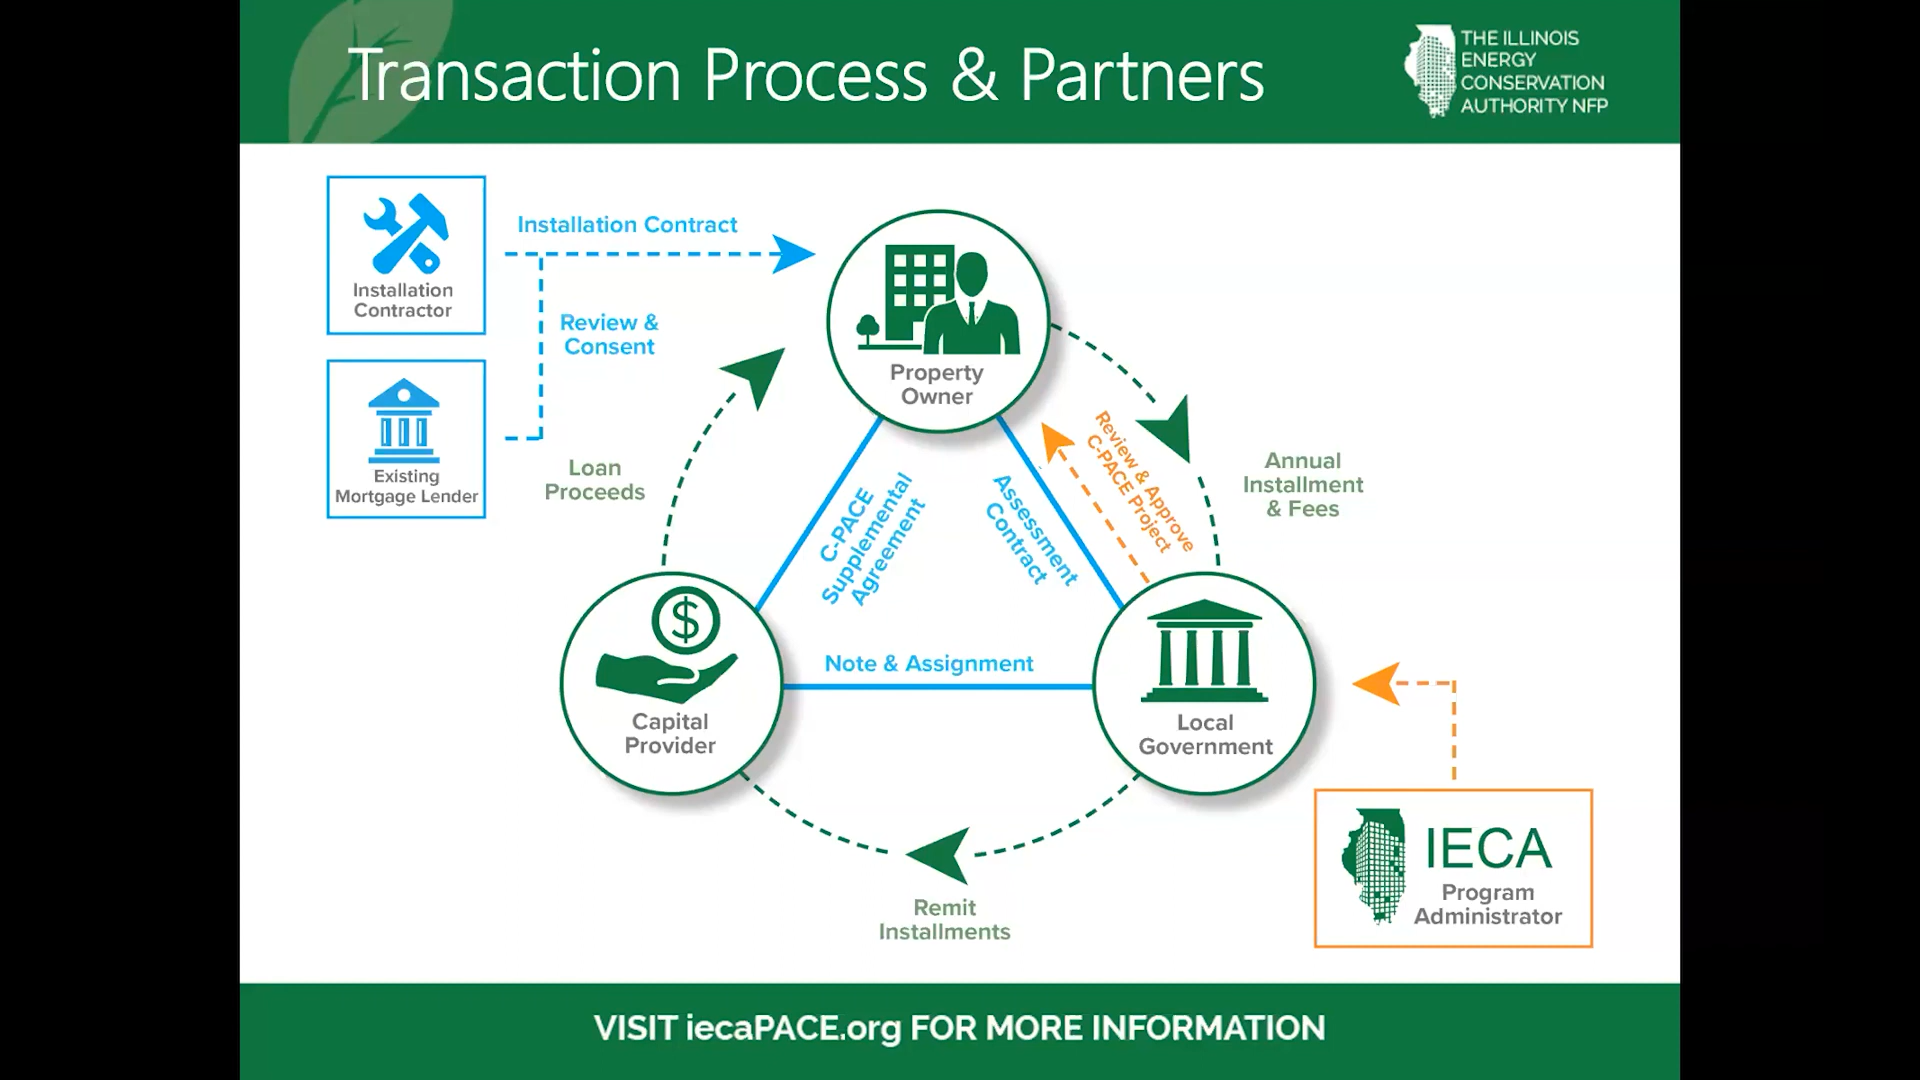 Transaction Process & Partners
THE ILLINOIS
ENERGY
CONSERVATION
AUTHORITY NFP
Installation
Contractor
Installation Contract
Review &
Consent
Existing
Mortgage Lender
Property
Owner
Loan
Proceeds
C-PACE
Supplemental
Agreement
Assessment
Contract
Review & Approve
C-PACE Project
Annual
Installment
& Fees
Capital
Provider
$
Note & Assignment
Local
Government
Remit
Installments
IECA
Program
Administrator
VISIT iecaPACE.org FOR MORE INFORMATION